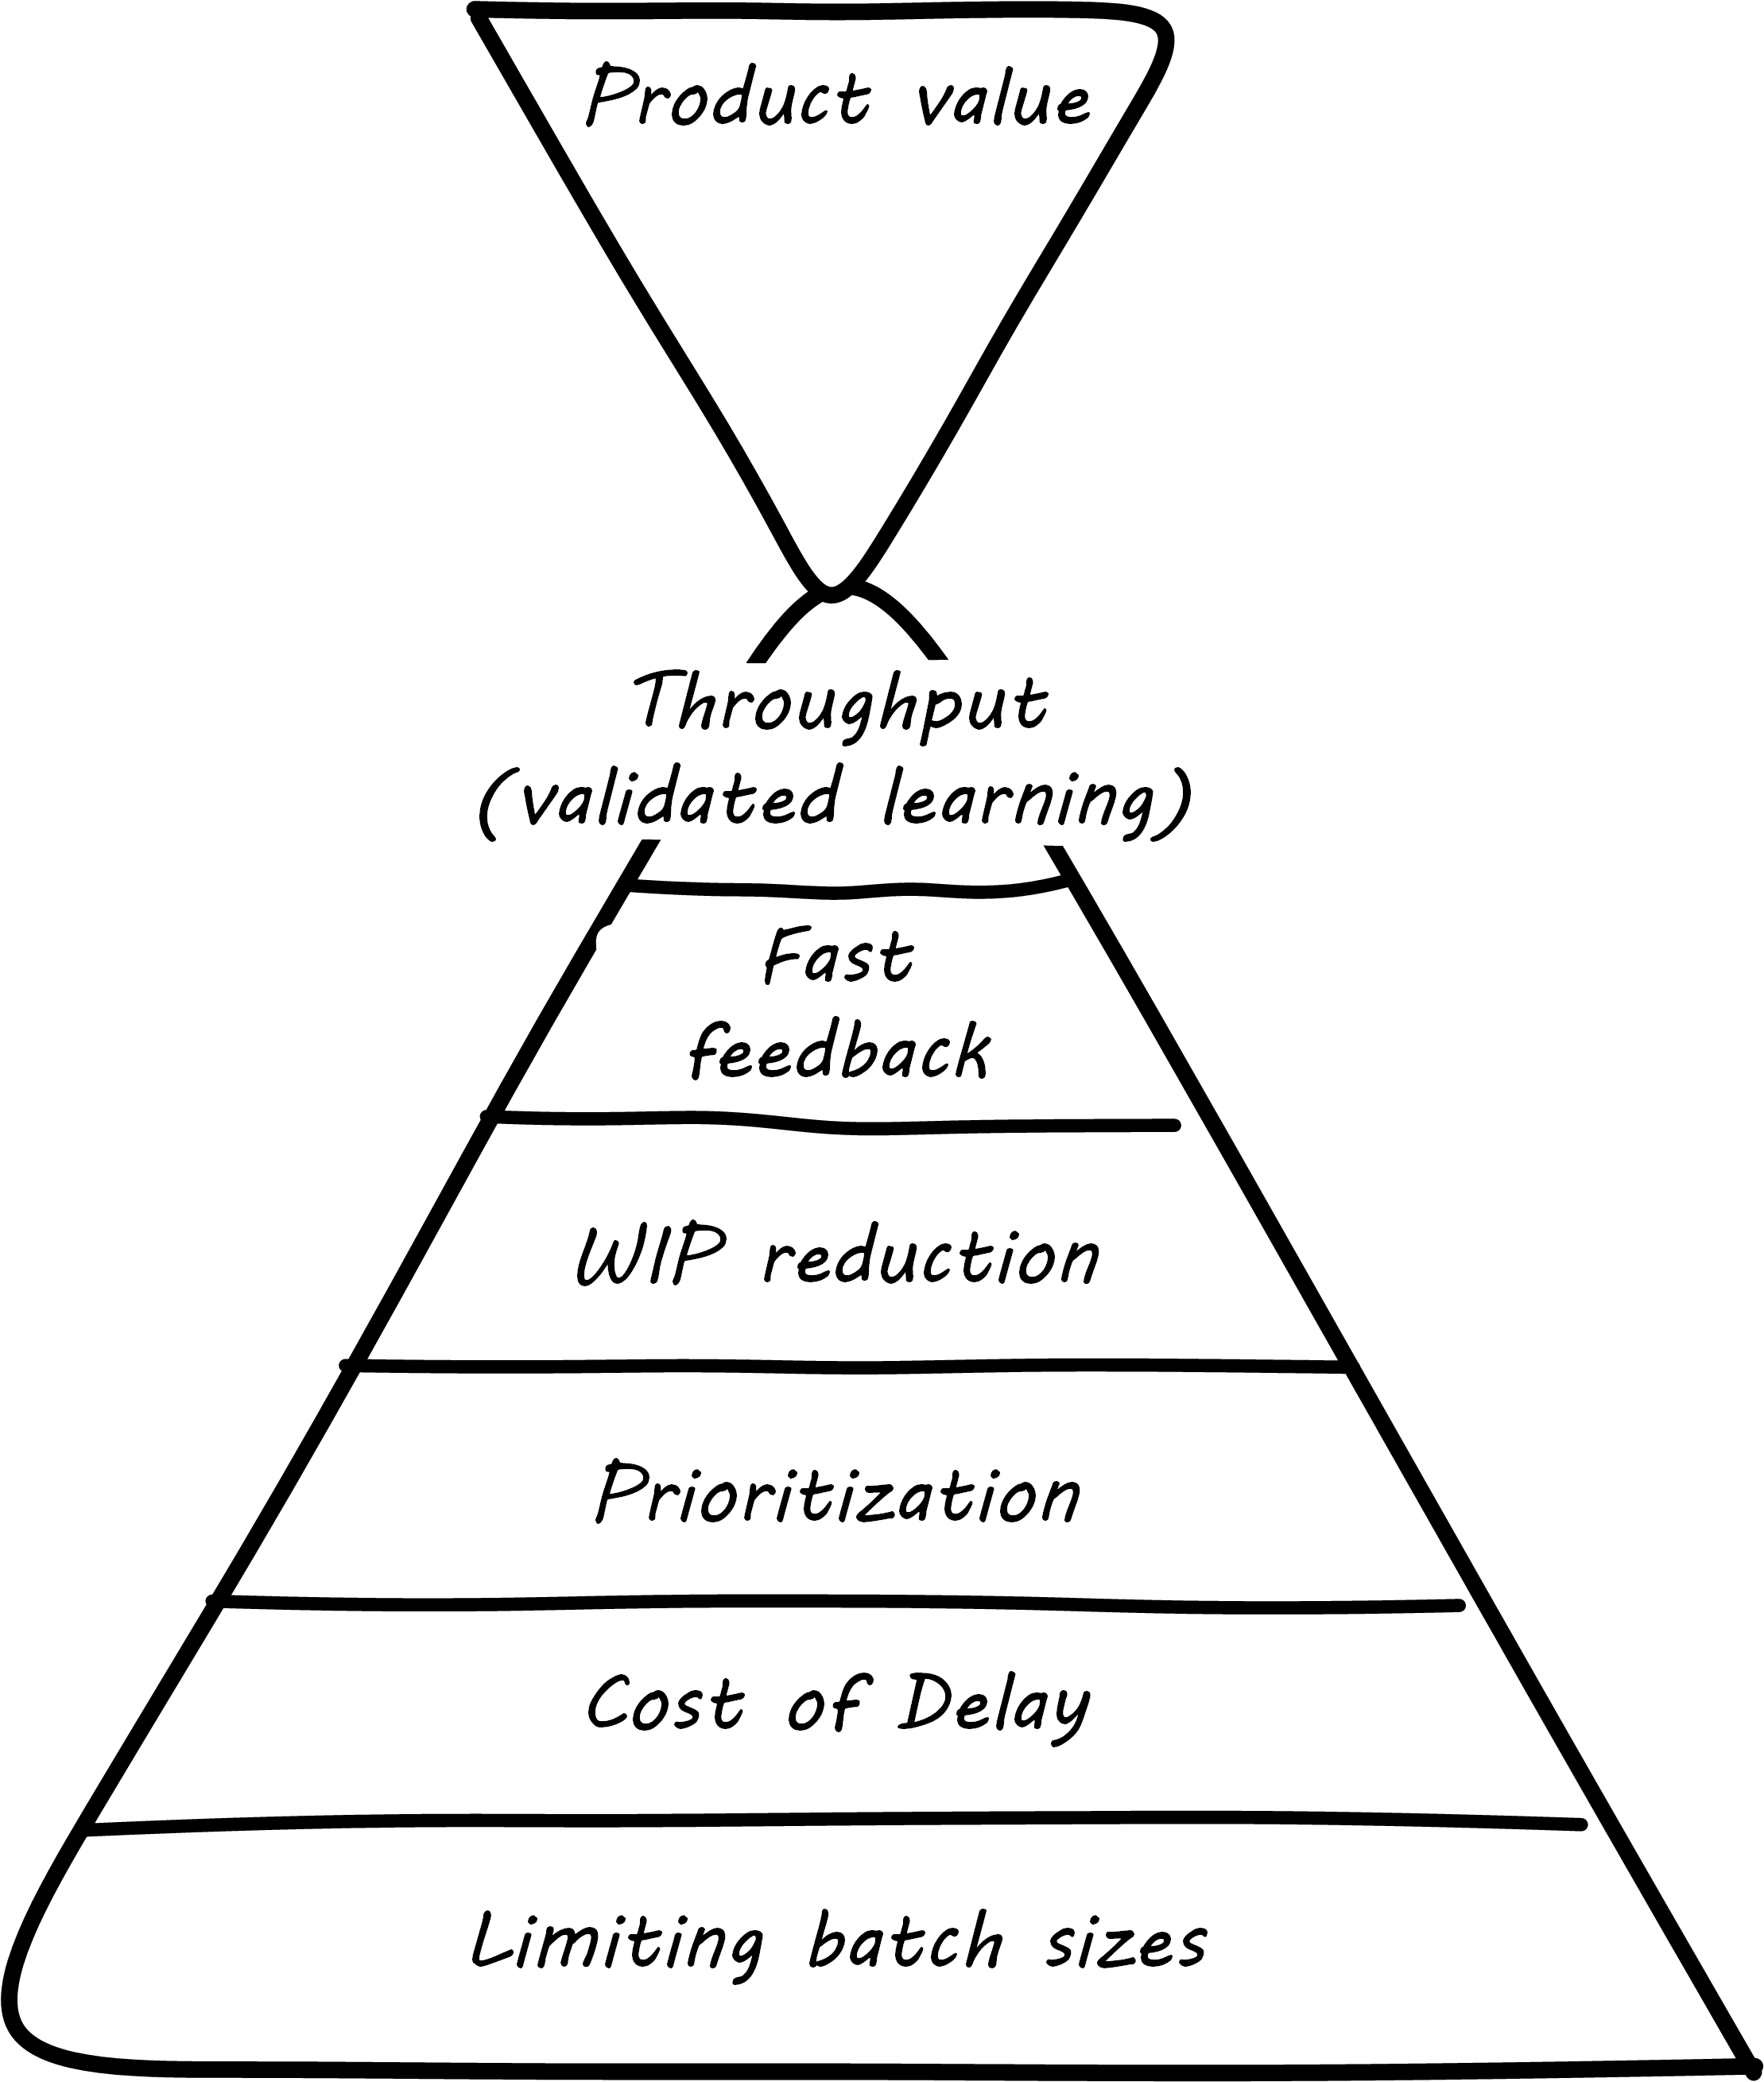 Product value
Throughput
(validated learning)
Fast
feedback
WIP reduction
Prioritization
Cost of Delay
Limiting batch sizes